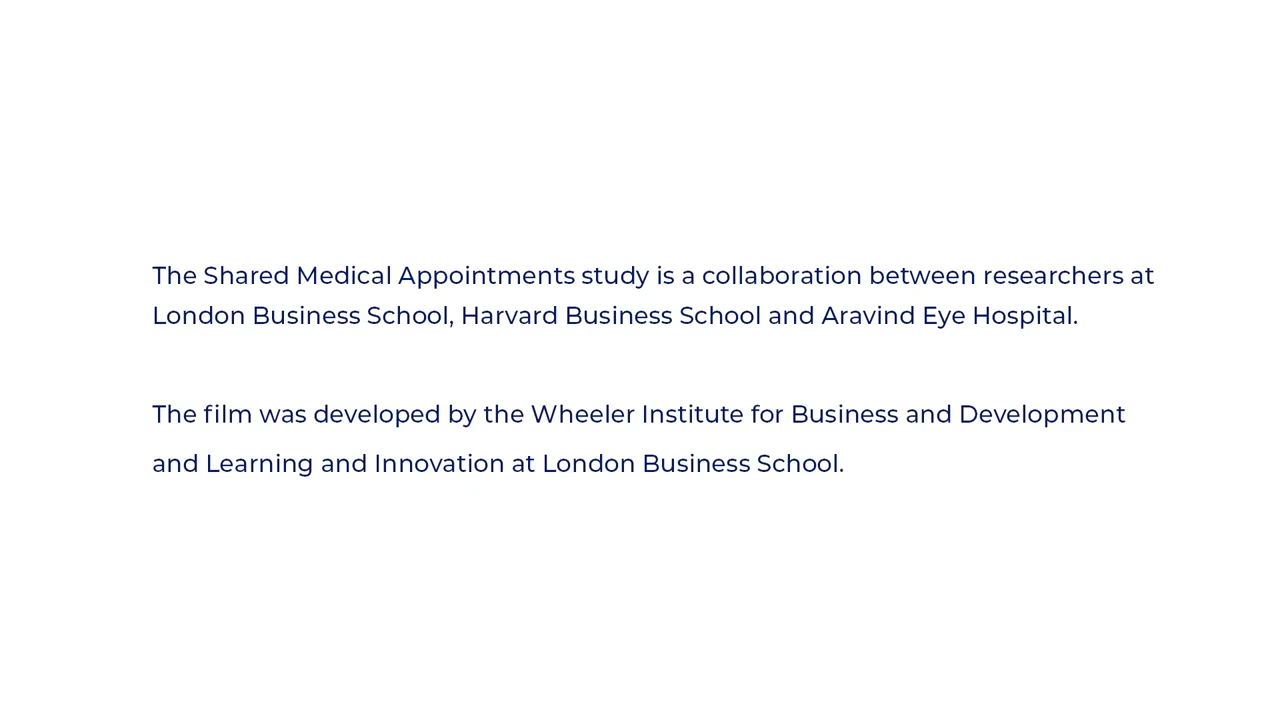 The Shared Medical Appointments study is a collaboration between researchers at
London Business School, Harvard Business School and Aravind Eye Hospital.
The film was developed by the Wheeler Institute for Business and Development
and Learning and Innovation at London Business School.